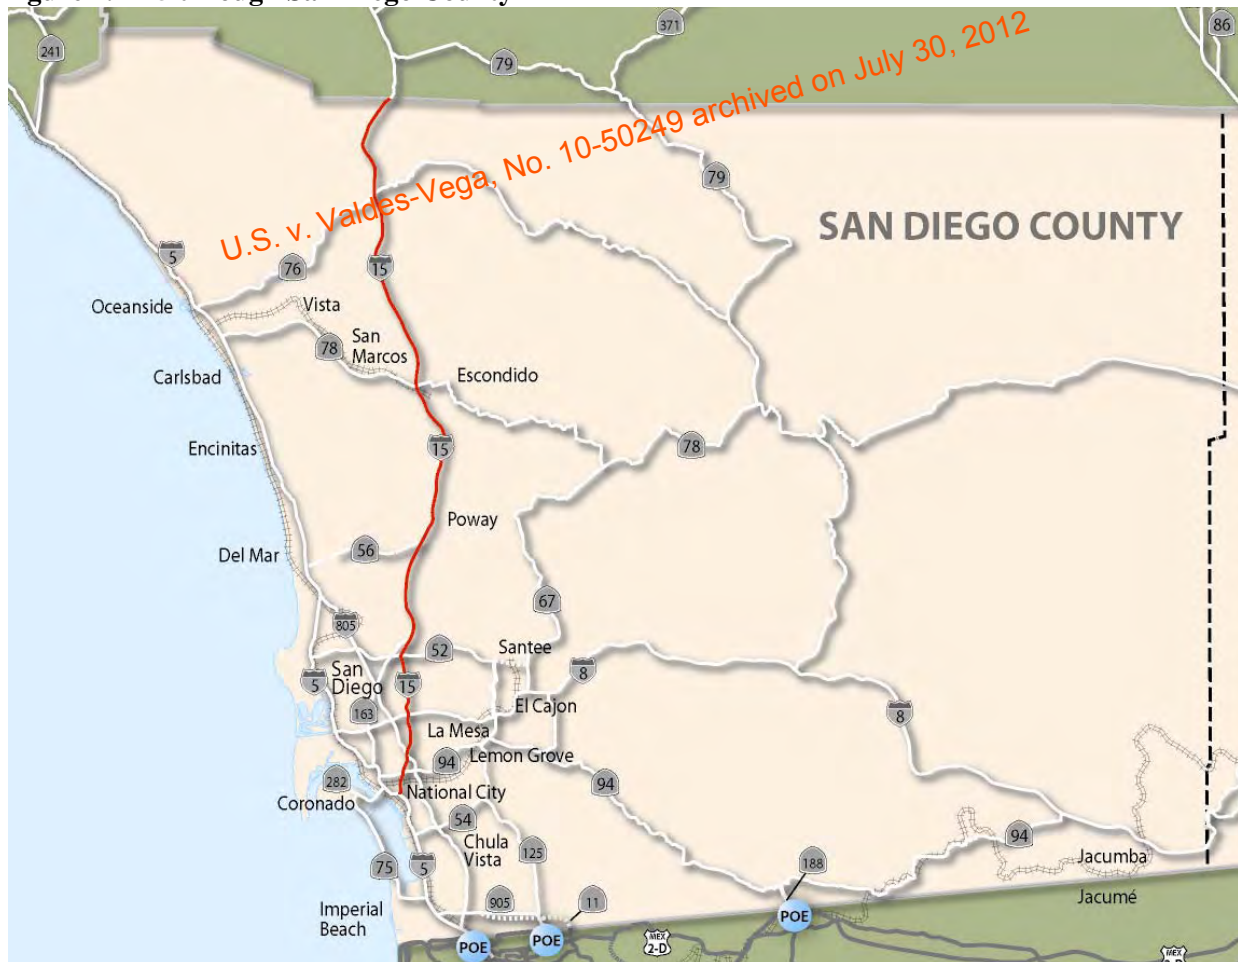 241
371
86
79
U.S. v. Valdes-Vega, No. 10-50249 archived on July 30, 2012
79
SAN DIEGO COUNTY
5
76
15
Oceanside
Vista
78
San
Marcos
Carlsbad
Escondido
Encinitas
15
78
Poway
Del Mar
56
67
805
52
Santee
8
5
San
Diego
15
163
El Cajon
8
La Mesa
94
Lemon Grove
282
Coronado
National City
94
54
Chula
Vista
125
94
75
5
188
Jacumba
Jacumé
Imperial
Beach
905
11
POE
POE
POE
MEX
2-D
MEX